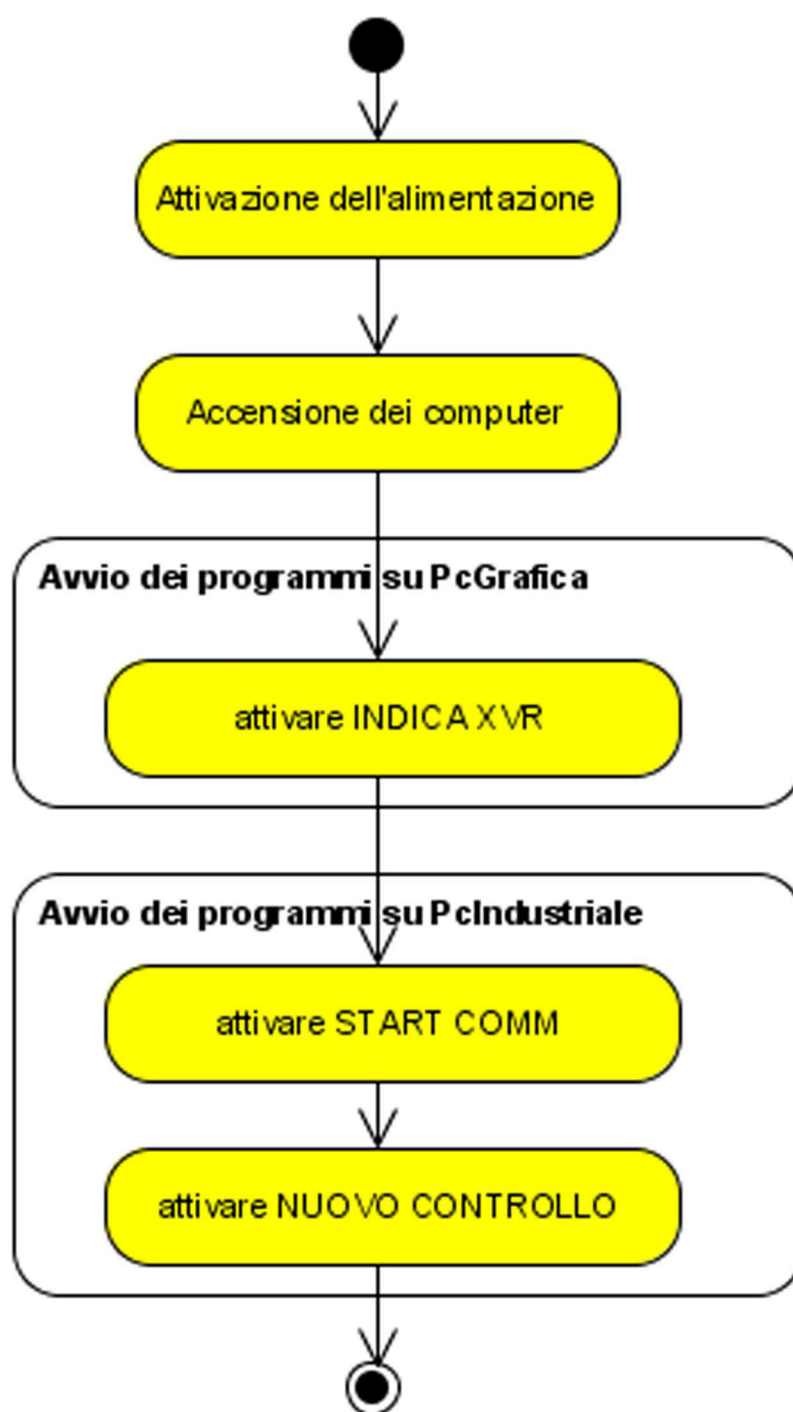 Attivazione dell'alimentazione
Accensione dei computer
Avvio dei programmi su PcGrafica
attivare INDICA XVR
Avvio dei programmi su PcIndustriale
attivare START COMM
attivare NUOVO CONTROLLO